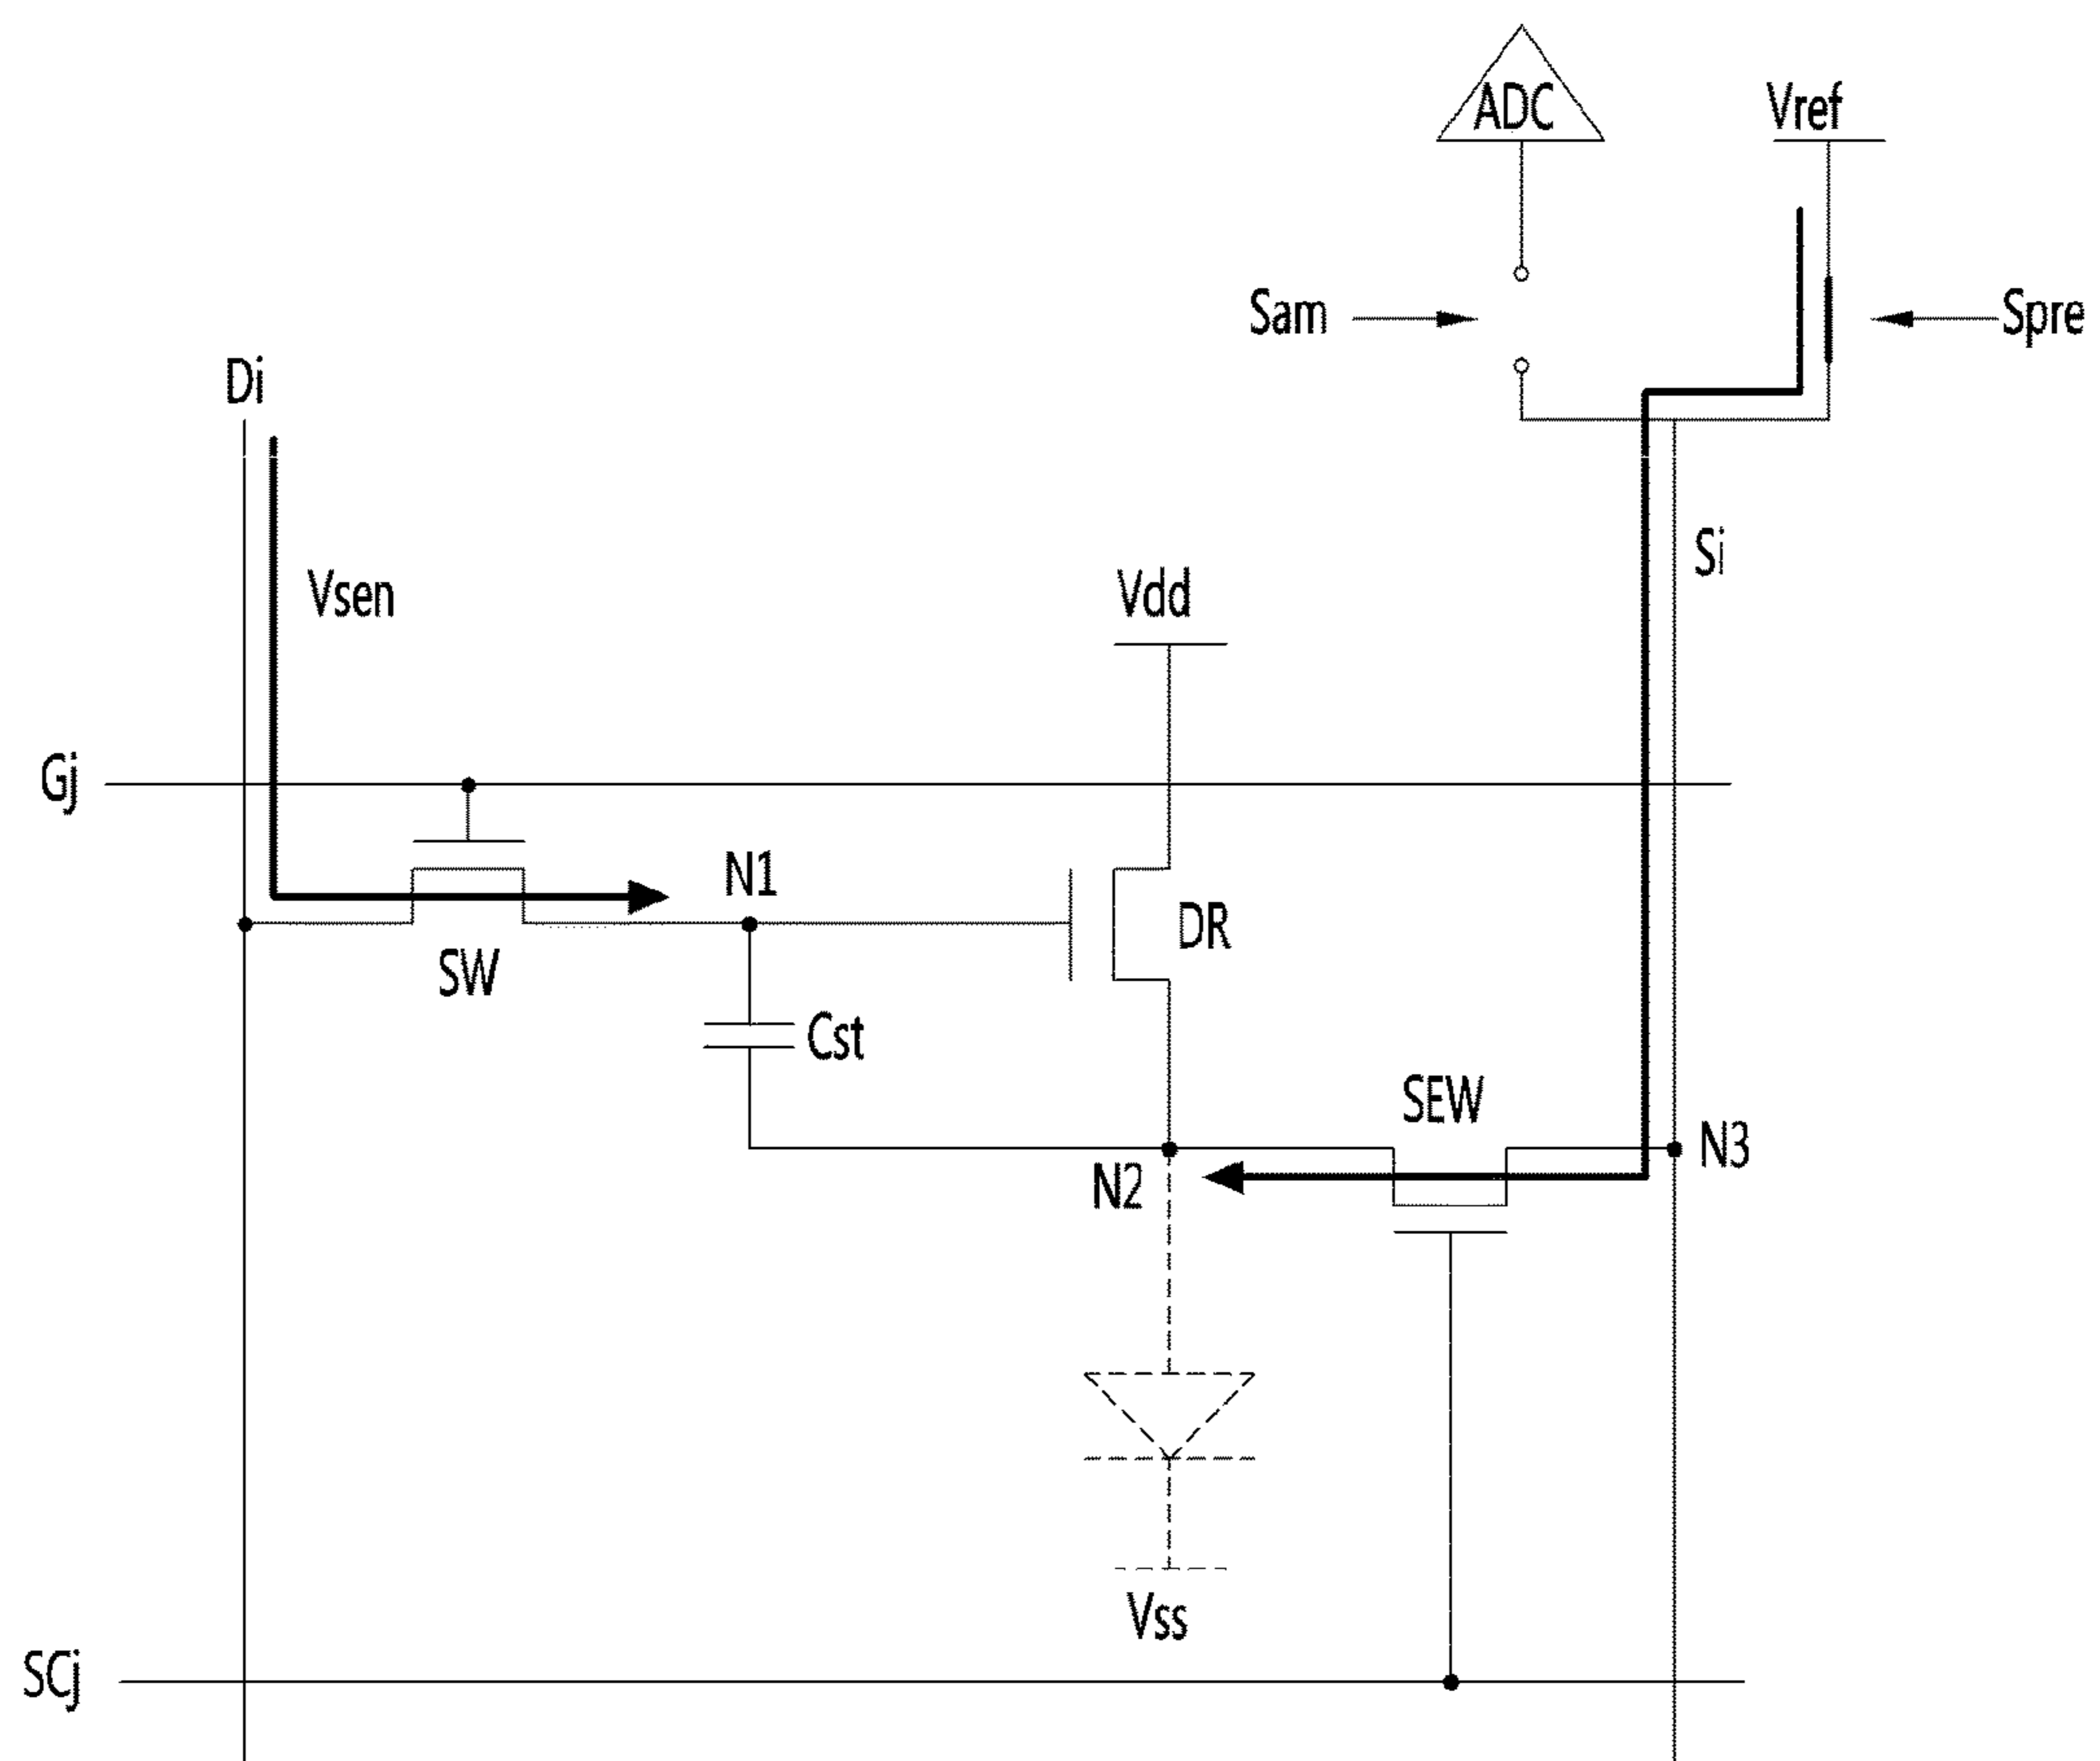 ADC
Vref
Sam
Spre
Di
Si
Vsen
Vdd
Gj
N1
DR
SW
Cst
SEW
N3
N2
Vss
SCj